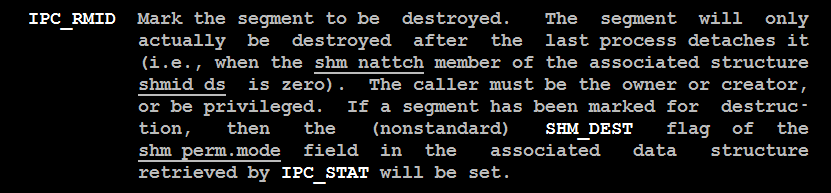 IPC_RMID Mark the segment to be destroyed. The segment will only
actually be destroyed after the last process detaches it
(i.e., when the shm_nattch member of the associated structure
shmid_ds is zero). The caller must be the owner or creator,
or be privileged. If a segment has been marked for destruc-
tion, then the (nonstandard) SHM_DEST flag of the
shm_perm.mode field in the associated data structure
retrieved by IPC_STAT will be set.